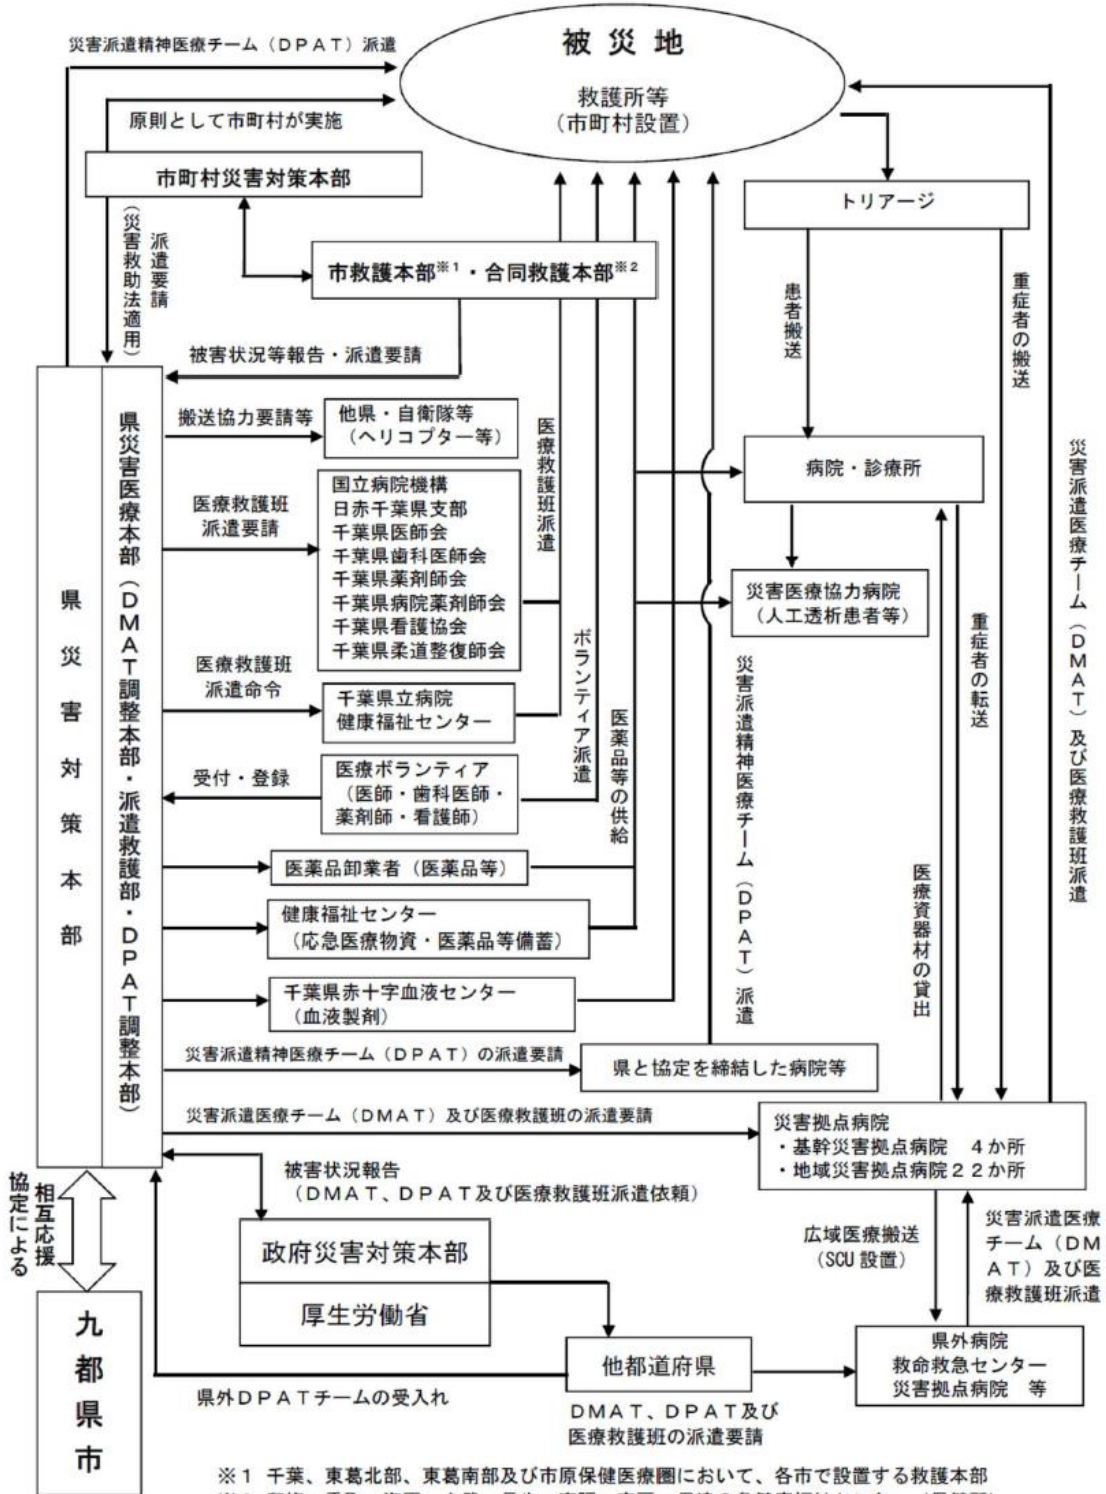 災害派遣精神医療チーム（ＤＰＡＴ）派遣
被災地
救護所等
（市町村設置）
原則として市町村が実施
市町村災害対策本部
トリアージ
派遣要請
（災害救助法適用）
市救護本部※１・合同救護本部※２
患者搬送
重症者の搬送
被害状況等報告・派遣要請
県災害対策本部
県災害医療本部（ＤＭＡＴ調整本部・派遣救護部・ＤＰＡＴ調整本部）
搬送協力要請等
他県・自衛隊等
（ヘリコプター等）
医療救護班派遣
病院・診療所
災害派遣医療チーム（ＤＭＡＴ）及び医療救護班派遣
医療救護班
派遣要請
国立病院機構
日赤千葉県支部
千葉県医師会
千葉県歯科医師会
千葉県薬剤師会
千葉県病院薬剤師会
千葉県看護協会
千葉県柔道整復師会
災害医療協力病院
（人工透析患者等）
重症者の転送
医療救護班
派遣命令
千葉県立病院
健康福祉センター
ボランティア派遣
医薬品等の供給
災害派遣精神医療チーム（ＤＰＡＴ）派遣
受付・登録
医療ボランティア
（医師・歯科医師・
薬剤師・看護師）
医薬品卸業者（医薬品等）
医療資器材の貸出
健康福祉センター
（応急医療物資・医薬品等備蓄）
千葉県赤十字血液センター
（血液製剤）
災害派遣精神医療チーム（ＤＰＡＴ）の派遣要請
県と協定を締結した病院等
災害派遣医療チーム（ＤＭＡＴ）及び医療救護班の派遣要請
災害拠点病院
・基幹災害拠点病院　４か所
・地域災害拠点病院２２か所
被害状況報告
（ＤＭＡＴ、ＤＰＡＴ及び医療救護班派遣依頼）
相互応援
協定による
政府災害対策本部
厚生労働省
広域医療搬送
（SCU 設置）
災害派遣医療
チーム（ＤＭ
ＡＴ）及び医
療救護班派遣
九都県市
他都道府県
県外病院
救命救急センター
災害拠点病院　等
県外ＤＰＡＴチームの受入れ
ＤＭＡＴ、ＤＰＡＴ及び
医療救護班の派遣要請
※１ 千葉、東葛北部、東葛南部及び市原保健医療圏において、各市で設置する救護本部